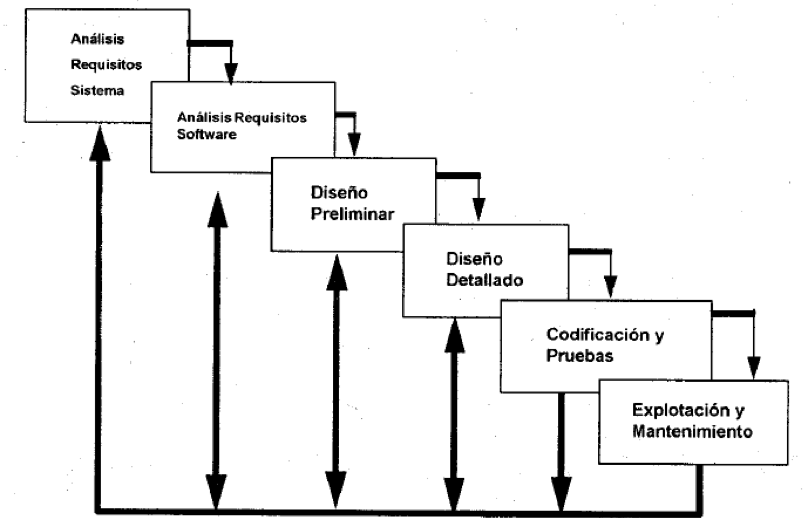 Análisis
Requisitos
Sistema
Análisis Requisitos
Software
Diseño
Preliminar
Diseño
Detallado
Codificación y
Pruebas
Explotación y
Mantenimiento